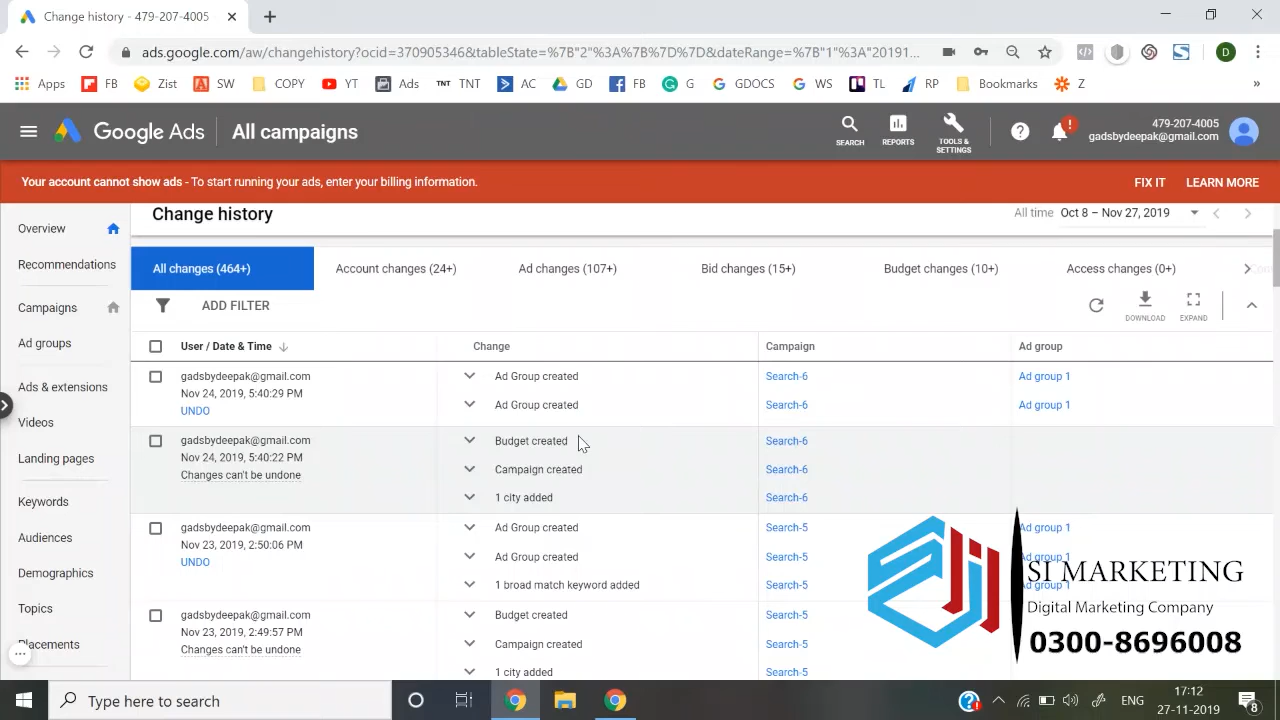 Change history - 479-207-4005
ads.google.com/aw/changehistory?ocid=370905346&tableState=%7B"2"%3A%7B%7D%7D&dateRange=%7B"1"%3A"20191...
Apps FB Zist SW COPY YT Ads TNT TNT AC GD FB G GDOCS WS TL RP Bookmarks Z »
D
Google Ads All campaigns
SEARCH REPORTS TOOLS & SETTINGS
479-207-4005
gadsbydeepak@gmail.com
Your account cannot show ads - To start running your ads, enter your billing information. FIX IT LEARN MORE
Overview
Recommendations
Campaigns
Ad groups
Ads & extensions
Videos
Landing pages
Keywords
Audiences
Demographics
Topics
Placements
Change history All time Oct 8 – Nov 27, 2019
All changes (464+) Account changes (24+) Ad changes (107+) Bid changes (15+) Budget changes (10+) Access changes (0+)
ADD FILTER DOWNLOAD EXPAND
User / Date & Time Change Campaign Ad group
gadsbydeepak@gmail.com Ad Group created Search-6 Ad group 1
Nov 24, 2019, 5:40:29 PM
UNDO Ad Group created Search-6 Ad group 1
gadsbydeepak@gmail.com Budget created Search-6
Nov 24, 2019, 5:40:22 PM
Changes can't be undone Campaign created Search-6
1 city added Search-6
gadsbydeepak@gmail.com Ad Group created Search-5 Ad group 1
Nov 23, 2019, 2:50:06 PM
UNDO Ad Group created Search-5 Ad group 1
1 broad match keyword added Search-5 Ad group 1
gadsbydeepak@gmail.com Budget created Search-5
Nov 23, 2019, 2:49:57 PM
Changes can't be undone Campaign created Search-5
1 city added Search-5
SI MARKETING
Digital Marketing Company
0300-8696008
Type here to search
ENG
17:12
27-11-2019
8